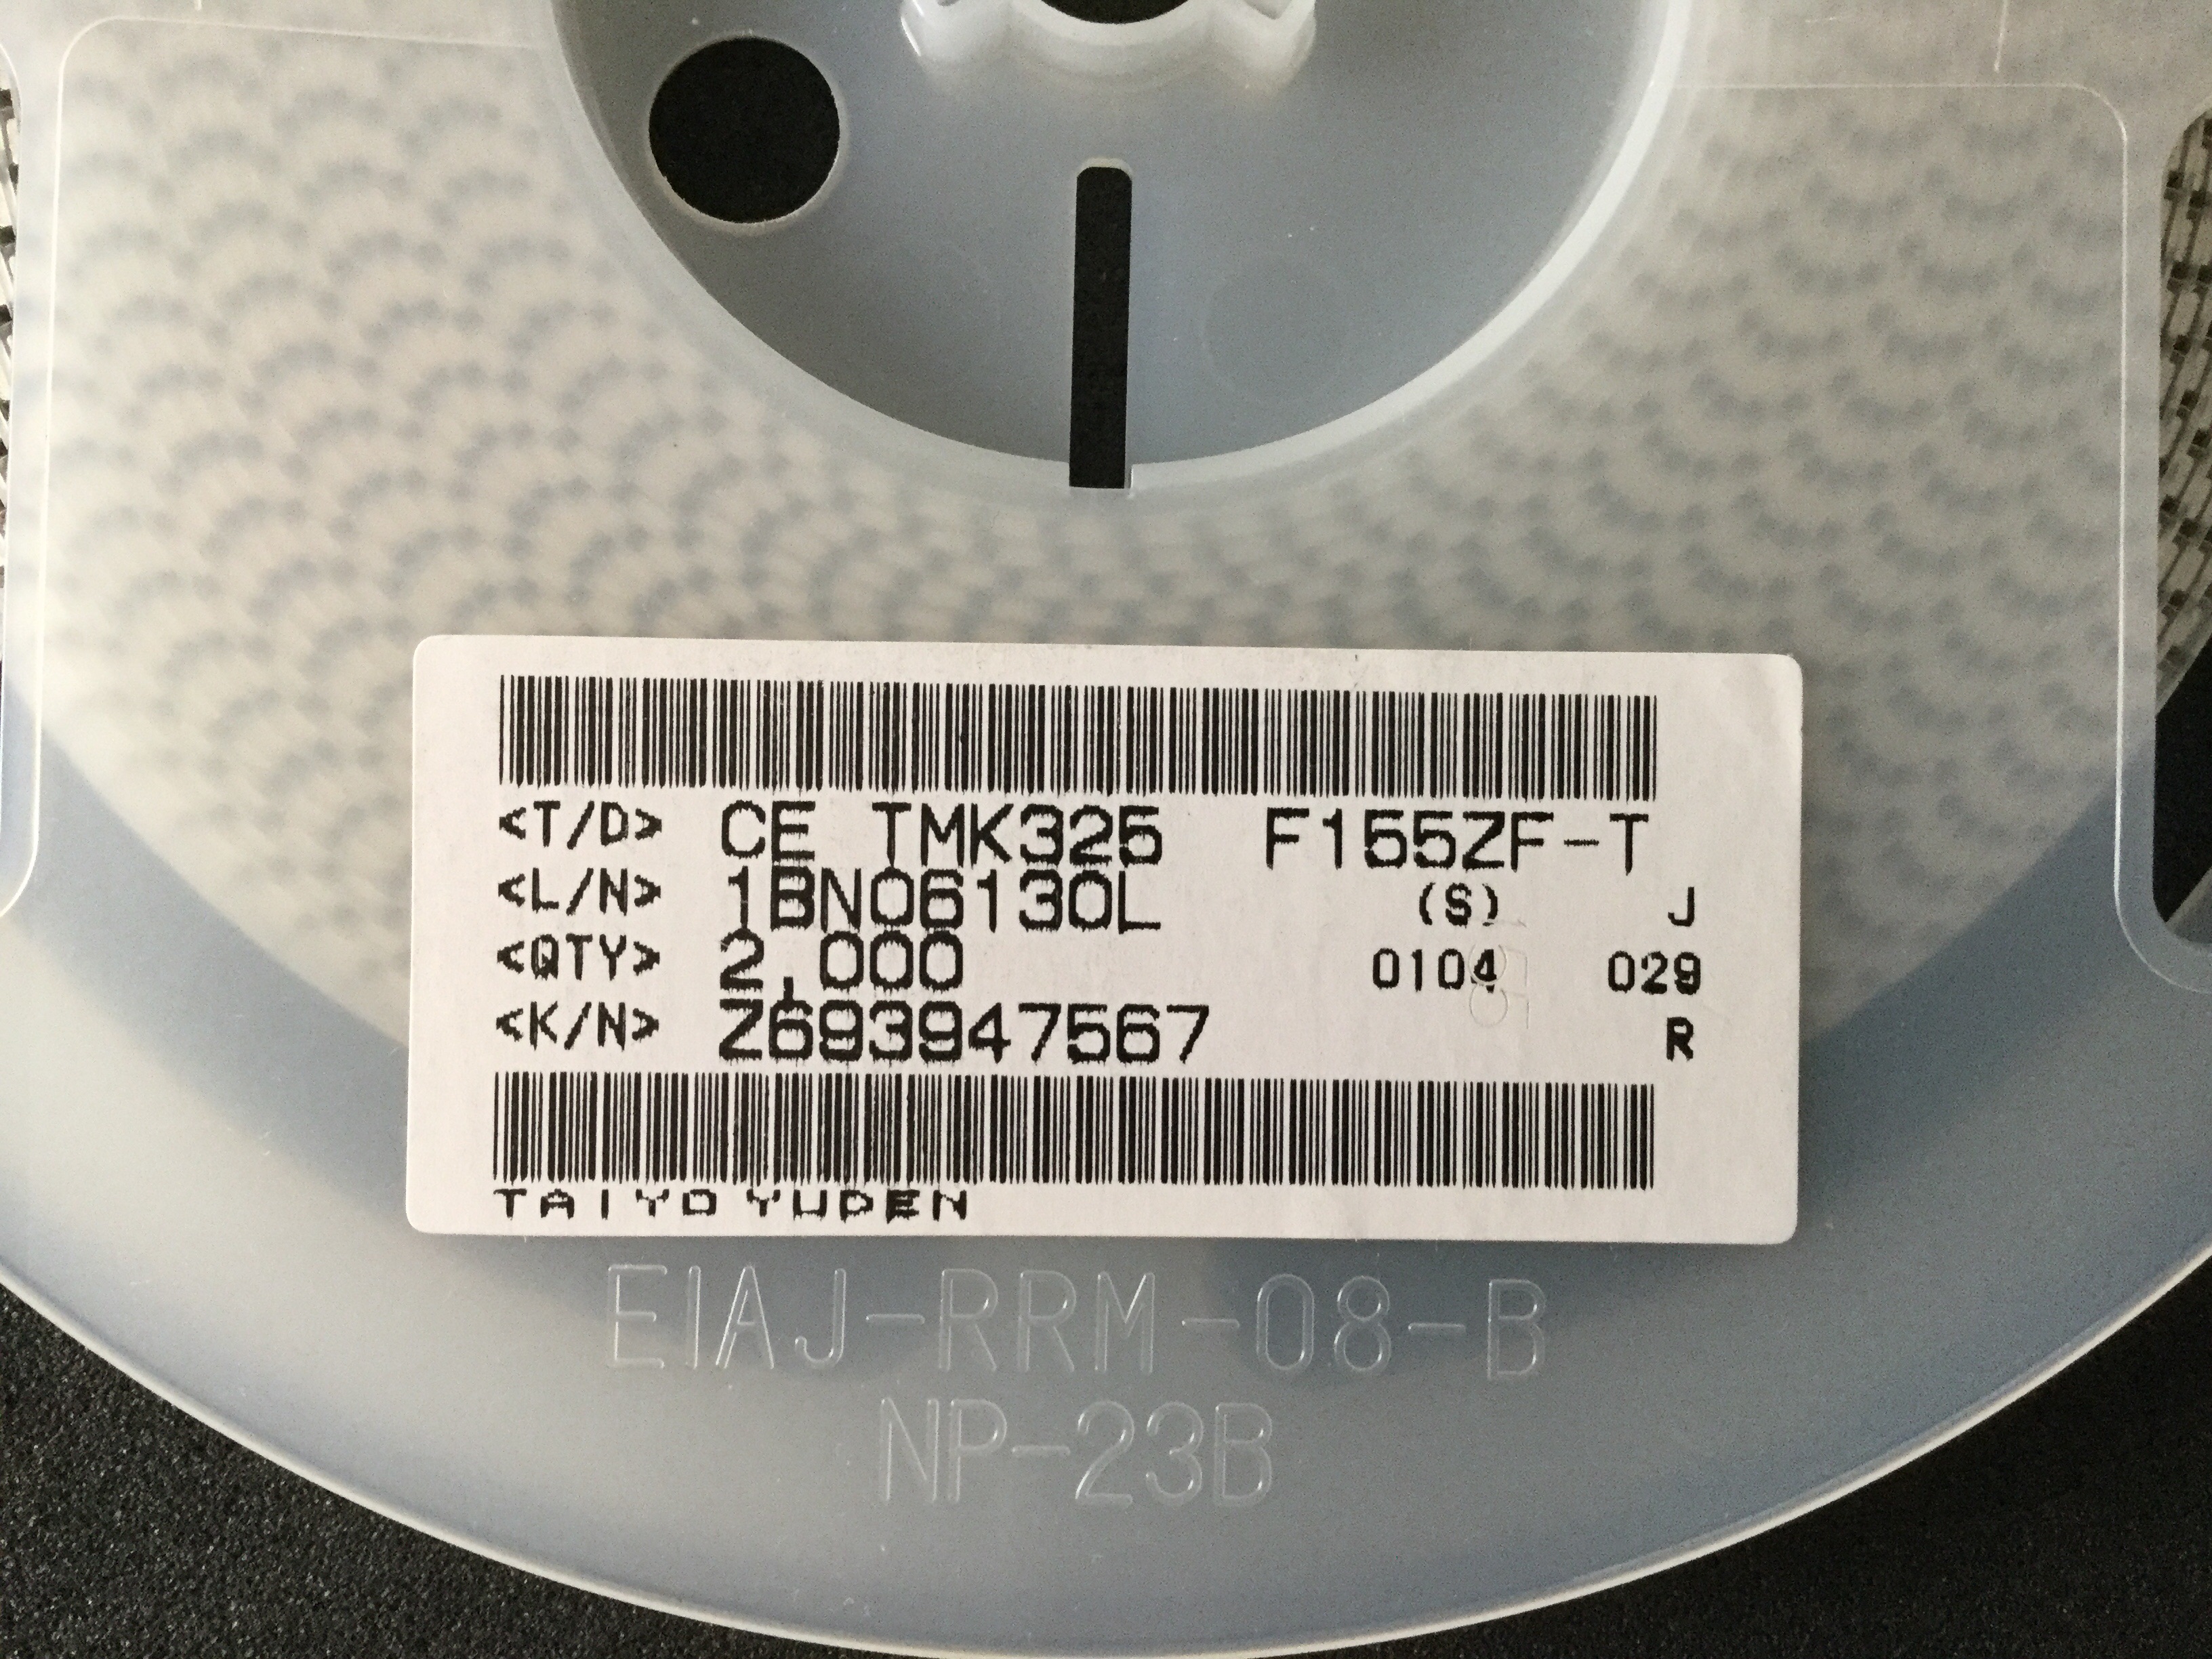 <T/D> CE TMK325 F155ZF-T
<L/N> 1BN06130L (S) J
<QTY> 2,000 0104 029
<K/N> Z693947567 R
TAIYO YUDEN
EIAJ-RRM-08-B
NP-23B